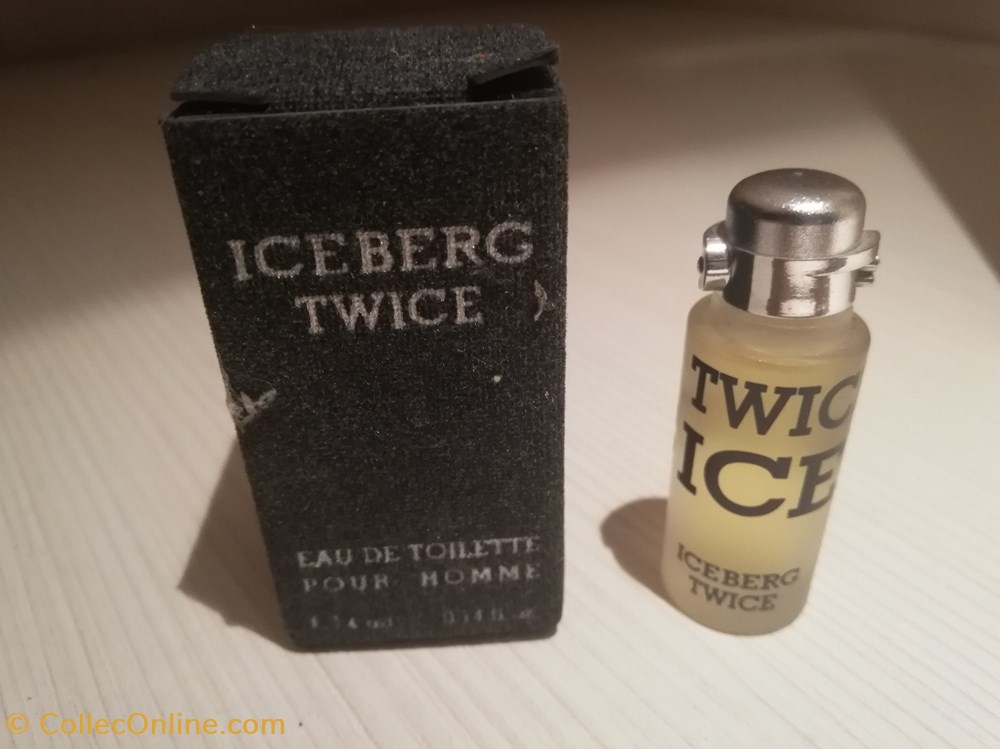 ICEBERG
TWICE
EAU DE TOILETTE
POUR HOMME
TWIC
ICE
ICEBERG
TWICE
© CollecOnline.com